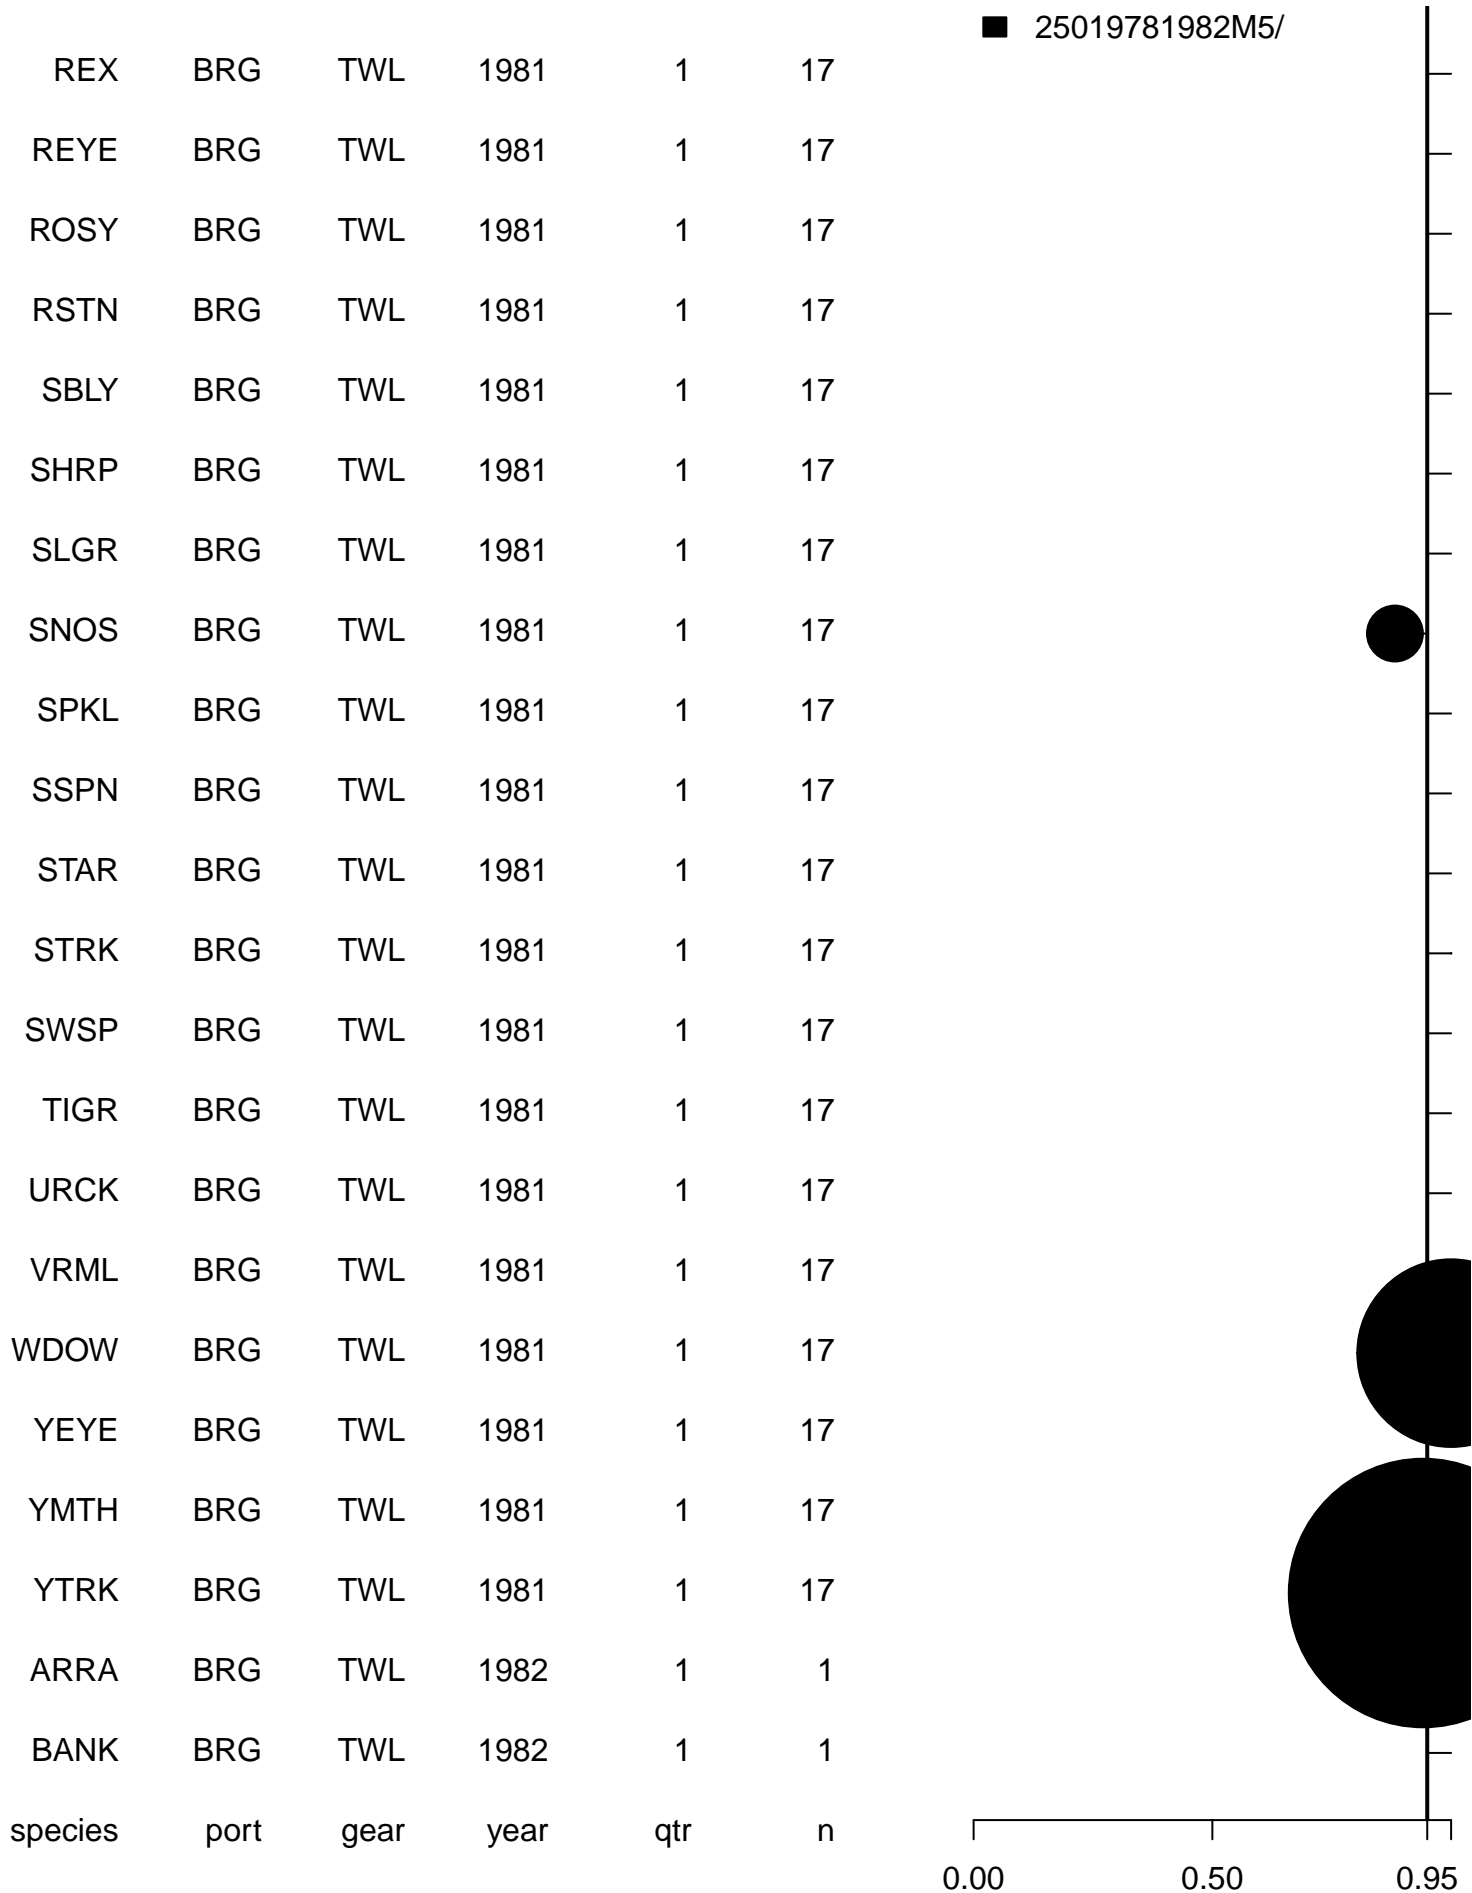 25019781982M5/
REX BRG TWL 1981 1 17
REYE BRG TWL 1981 1 17
ROSY BRG TWL 1981 1 17
RSTN BRG TWL 1981 1 17
SBLY BRG TWL 1981 1 17
SHRP BRG TWL 1981 1 17
SLGR BRG TWL 1981 1 17
SNOS BRG TWL 1981 1 17
SPKL BRG TWL 1981 1 17
SSPN BRG TWL 1981 1 17
STAR BRG TWL 1981 1 17
STRK BRG TWL 1981 1 17
SWSP BRG TWL 1981 1 17
TIGR BRG TWL 1981 1 17
URCK BRG TWL 1981 1 17
VRML BRG TWL 1981 1 17
WDOW BRG TWL 1981 1 17
YEYE BRG TWL 1981 1 17
YMTH BRG TWL 1981 1 17
YTRK BRG TWL 1981 1 17
ARRA BRG TWL 1982 1 1
BANK BRG TWL 1982 1 1
species port gear year qtr n
0.00 0.50 0.95